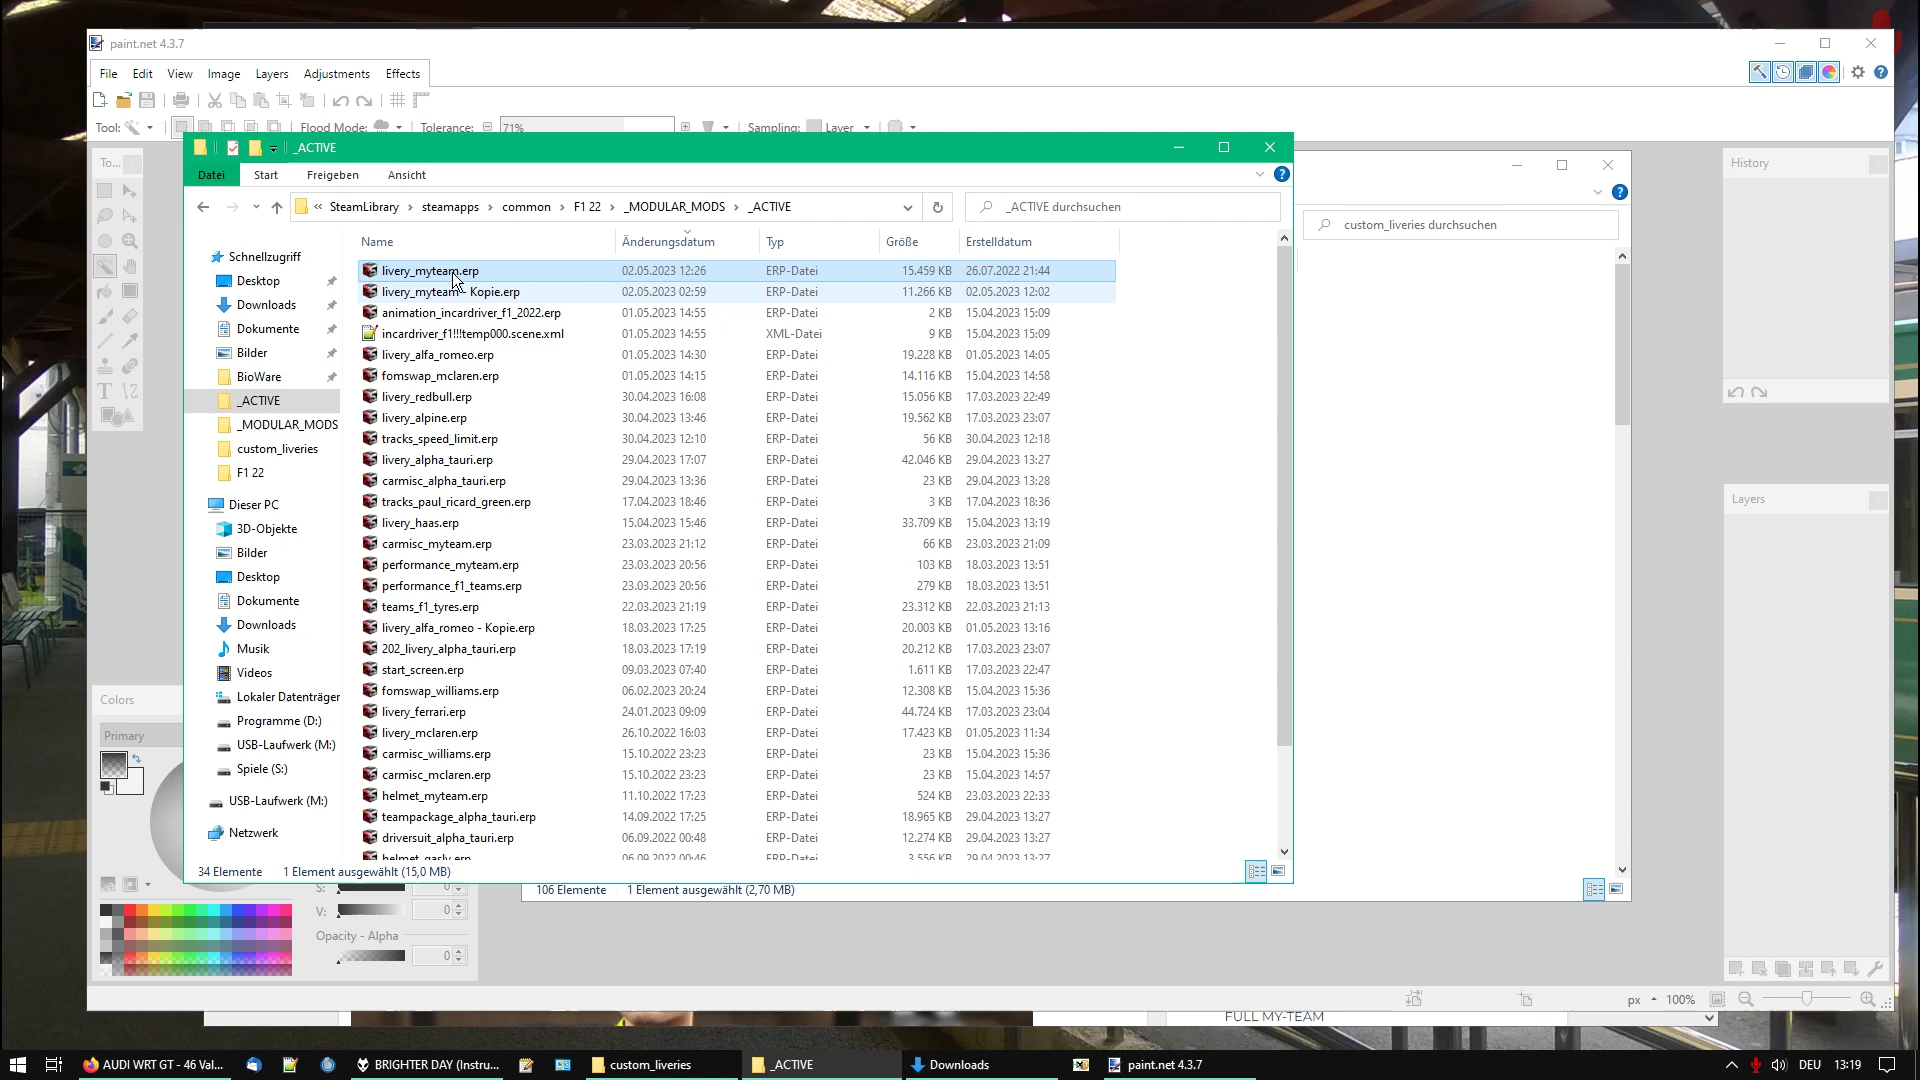 paint.net 4.3.7
File Edit View Image Layers Adjustments Effects
Tool: Flood Mode: Tolerance: 71% Sampling: Layer
To...
_ACTIVE
History
Datei Start Freigeben Ansicht
« SteamLibrary › steamapps › common › F1 22 › _MODULAR_MODS › _ACTIVE
_ACTIVE durchsuchen
custom_liveries durchsuchen
Name Änderungsdatum Typ Größe Erstelldatum
livery_myteam.erp 02.05.2023 12:26 ERP-Datei 15.459 KB 26.07.2022 21:44
livery_myteam - Kopie.erp 02.05.2023 02:59 ERP-Datei 11.266 KB 02.05.2023 12:02
animation_incardriver_f1_2022.erp 01.05.2023 14:55 ERP-Datei 2 KB 15.04.2023 15:09
incardriver_f1!!!temp000.scene.xml 01.05.2023 14:55 XML-Datei 9 KB 15.04.2023 15:09
livery_alfa_romeo.erp 01.05.2023 14:30 ERP-Datei 19.228 KB 01.05.2023 14:05
fomswap_mclaren.erp 01.05.2023 14:15 ERP-Datei 14.116 KB 15.04.2023 14:58
livery_redbull.erp 30.04.2023 16:08 ERP-Datei 15.056 KB 17.03.2023 22:49
livery_alpine.erp 30.04.2023 13:46 ERP-Datei 19.562 KB 17.03.2023 23:07
tracks_speed_limit.erp 30.04.2023 12:10 ERP-Datei 56 KB 30.04.2023 12:18
livery_alpha_tauri.erp 29.04.2023 17:07 ERP-Datei 42.046 KB 29.04.2023 13:27
carmisc_alpha_tauri.erp 29.04.2023 13:36 ERP-Datei 23 KB 29.04.2023 13:28
tracks_paul_ricard_green.erp 17.04.2023 18:46 ERP-Datei 3 KB 17.04.2023 18:36
livery_haas.erp 15.04.2023 15:46 ERP-Datei 33.709 KB 15.04.2023 13:19
carmisc_myteam.erp 23.03.2023 21:12 ERP-Datei 66 KB 23.03.2023 21:09
performance_myteam.erp 23.03.2023 20:56 ERP-Datei 103 KB 18.03.2023 13:51
performance_f1_teams.erp 23.03.2023 20:56 ERP-Datei 279 KB 18.03.2023 13:51
teams_f1_tyres.erp 22.03.2023 21:19 ERP-Datei 23.312 KB 22.03.2023 21:13
livery_alfa_romeo - Kopie.erp 18.03.2023 17:25 ERP-Datei 20.003 KB 01.05.2023 13:16
202_livery_alpha_tauri.erp 18.03.2023 17:19 ERP-Datei 20.212 KB 17.03.2023 23:07
start_screen.erp 09.03.2023 07:40 ERP-Datei 1.611 KB 17.03.2023 22:47
fomswap_williams.erp 06.02.2023 20:24 ERP-Datei 12.308 KB 15.04.2023 15:36
livery_ferrari.erp 24.01.2023 09:09 ERP-Datei 44.724 KB 17.03.2023 23:04
livery_mclaren.erp 26.10.2022 16:03 ERP-Datei 17.423 KB 01.05.2023 11:34
carmisc_williams.erp 15.10.2022 23:23 ERP-Datei 23 KB 15.04.2023 15:36
carmisc_mclaren.erp 15.10.2022 23:23 ERP-Datei 23 KB 15.04.2023 14:57
helmet_myteam.erp 11.10.2022 17:23 ERP-Datei 524 KB 23.03.2023 22:33
teampackage_alpha_tauri.erp 14.09.2022 17:25 ERP-Datei 18.965 KB 29.04.2023 13:27
driversuit_alpha_tauri.erp 06.09.2022 00:48 ERP-Datei 12.274 KB 29.04.2023 13:27
helmet_gasly.erp 06.09.2022 00:46 ERP-Datei 3.556 KB 29.04.2023 13:27
Schnellzugriff
Desktop
Downloads
Dokumente
Bilder
BioWare
_ACTIVE
_MODULAR_MODS
custom_liveries
F1 22
Dieser PC
3D-Objekte
Bilder
Desktop
Dokumente
Downloads
Musik
Videos
Lokaler Datenträger
Programme (D:)
USB-Laufwerk (M:)
Spiele (S:)
USB-Laufwerk (M:)
Netzwerk
34 Elemente 1 Element ausgewählt (15,0 MB)
106 Elemente 1 Element ausgewählt (2,70 MB)
Layers
Colors
Primary
S: 0
V: 0
Opacity - Alpha
0
px 100%
FULL MY-TEAM
AUDI WRT GT - 46 Val...
BRIGHTER DAY (Instru...
custom_liveries
_ACTIVE
Downloads
paint.net 4.3.7
DEU 13:19